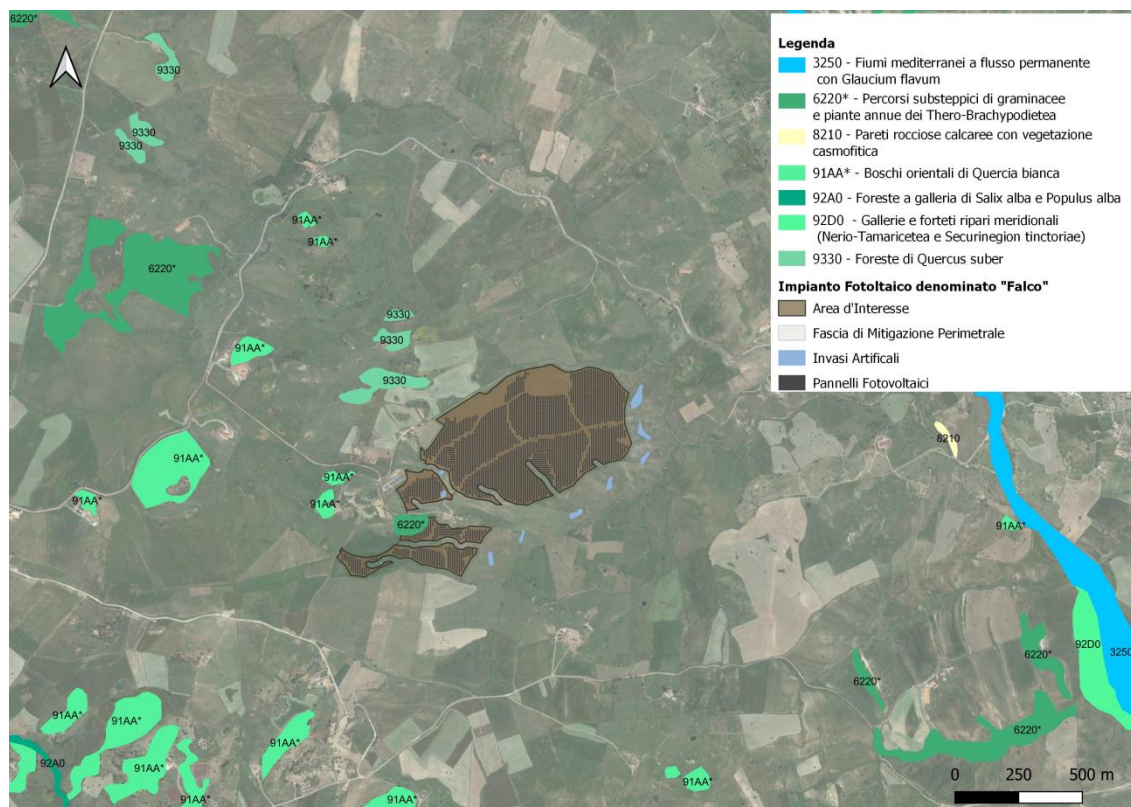 Legenda
3250 - Fiumi mediterranei a flusso permanente
con Glaucium flavum
6220* - Percorsi substeppici di graminacee
e piante annue dei Thero-Brachypodietea
8210 - Pareti rocciose calcaree con vegetazione
casmofitica
91AA* - Boschi orientali di Quercia bianca
92A0 - Foreste a galleria di Salix alba e Populus alba
92D0 - Gallerie e forteti ripari meridionali
(Nerio-Tamaricetea e Securinegion tinctoriae)
9330 - Foreste di Quercus suber
Impianto Fotoltaico denominato "Falco"
Area d'Interesse
Fascia di Mitigazione Perimetrale
Invasi Artificali
Pannelli Fotovoltaici
6220*
9330
9330
9330
91AA*
91AA*
6220*
9330
9330
91AA*
9330
8210
91AA*
91AA*
91AA*
91AA*
6220*
91AA*
92D0
3250
6220*
6220*
6220*
91AA*
91AA*
91AA*
92A0
91AA*
91AA*
91AA*
91AA*
0 250 500 m